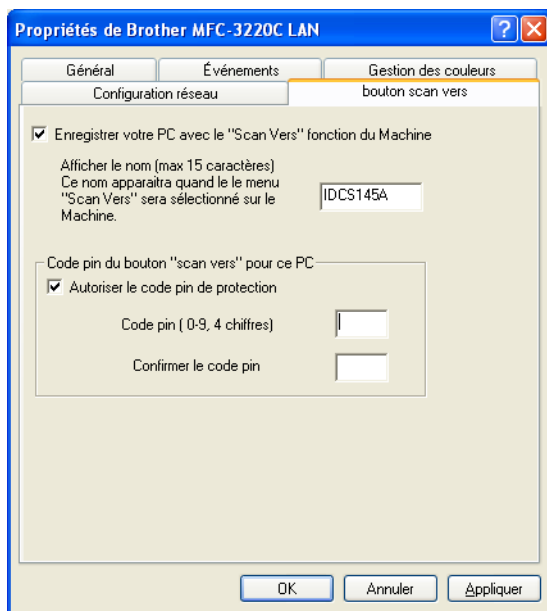 Propriétés de Brother MFC-3220C LAN
Général
Événements
Gestion des couleurs
Configuration réseau
bouton scan vers
Enregistrer votre PC avec le "Scan Vers" fonction du Machine
Afficher le nom (max 15 caractères)
Ce nom apparaitra quand le le menu
"Scan Vers" sera sélectionné sur le
Machine.
IDCS145A
Code pin du bouton "scan vers" pour ce PC
Autoriser le code pin de protection
Code pin ( 0-9, 4 chiffres)
Confirmer le code pin
OK
Annuler
Appliquer